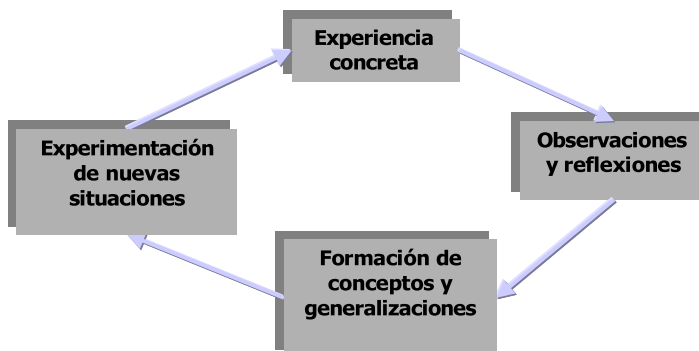 Experiencia
concreta
Observaciones
y reflexiones
Formación de
conceptos y
generalizaciones
Experimentación
de nuevas
situaciones